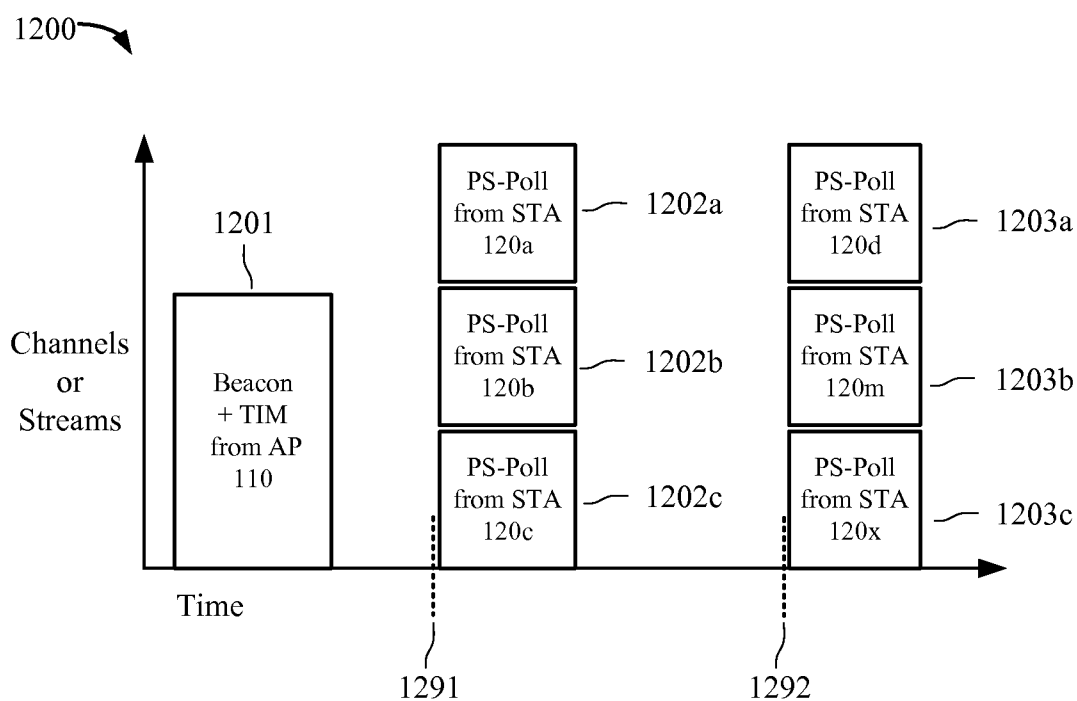 1200
1201
Channels
or
Streams
Beacon
+ TIM
from AP
110
PS-Poll
from STA
120a
1202a
PS-Poll
from STA
120b
1202b
PS-Poll
from STA
120c
1202c
PS-Poll
from STA
120d
1203a
PS-Poll
from STA
120m
1203b
PS-Poll
from STA
120x
1203c
Time
1291
1292